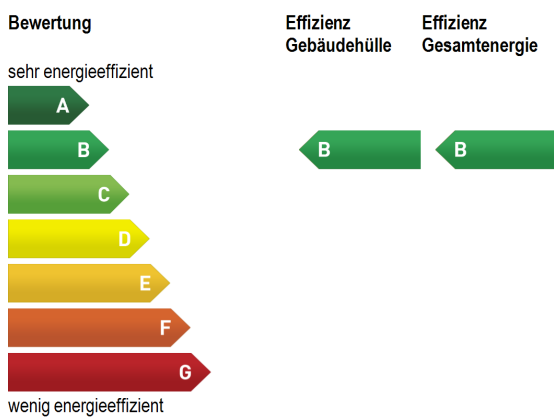 Bewertung
Effizienz
Gebäudehülle
Effizienz
Gesamtenergie
sehr energieeffizient
A
B
B
B
C
D
E
F
G
wenig energieeffizient